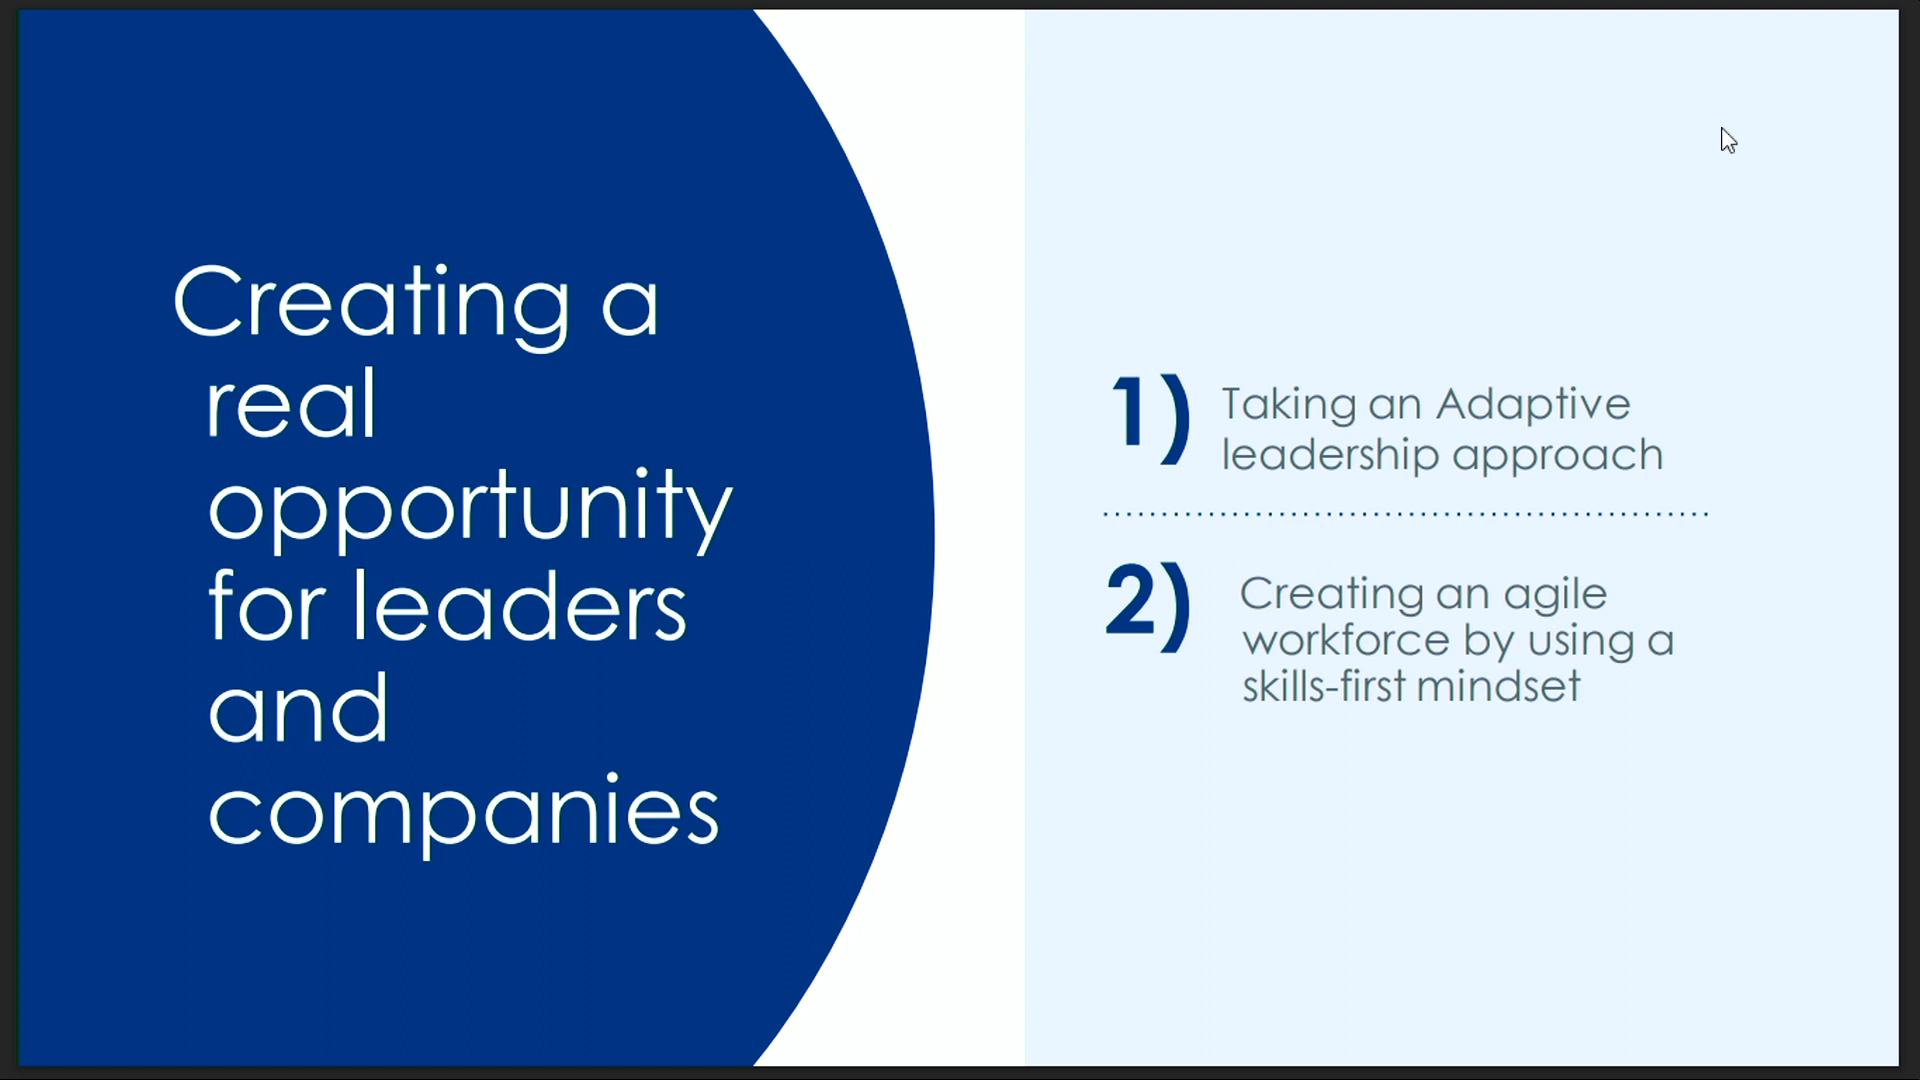 Creating a
real
opportunity
for leaders
and
companies
1) Taking an Adaptive
leadership approach
2) Creating an agile
workforce by using a
skills-first mindset